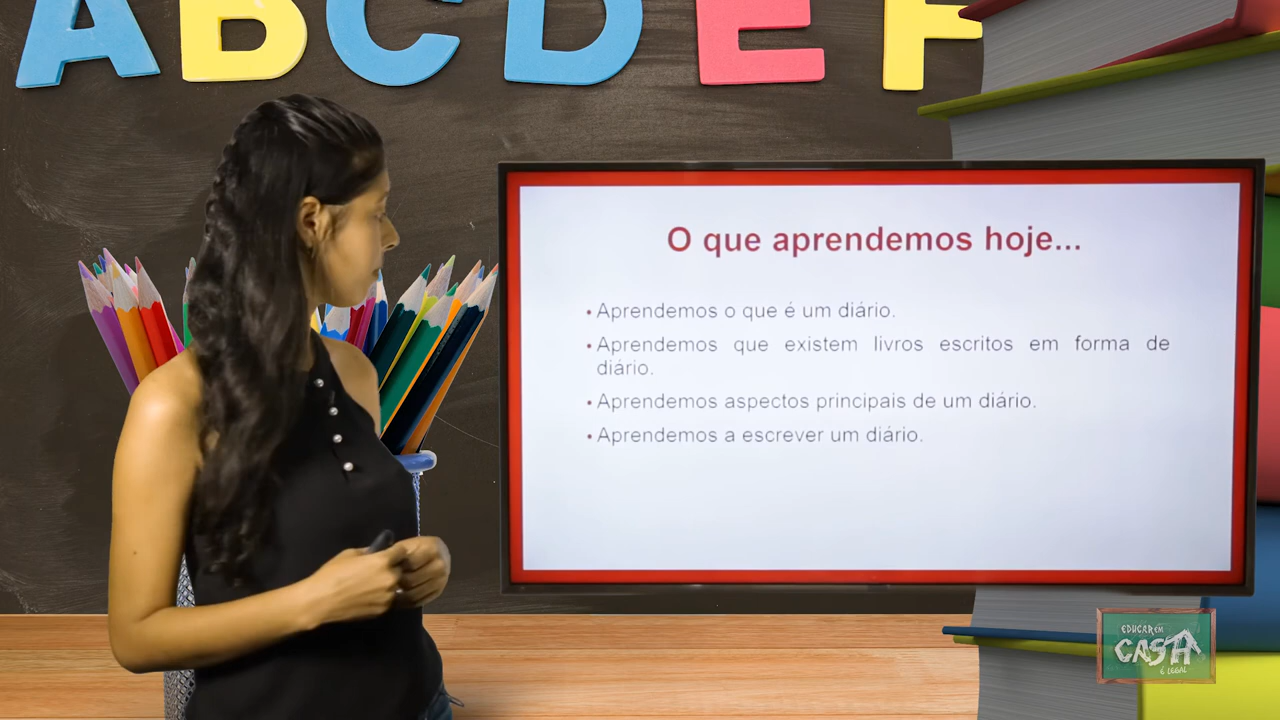 ABCDEF
O que aprendemos hoje...
• Aprendemos o que é um diário.
• Aprendemos que existem livros escritos em forma de
diário.
• Aprendemos aspectos principais de um diário.
• Aprendemos a escrever um diário.
EDUCAR EM
CASA
É LEGAL